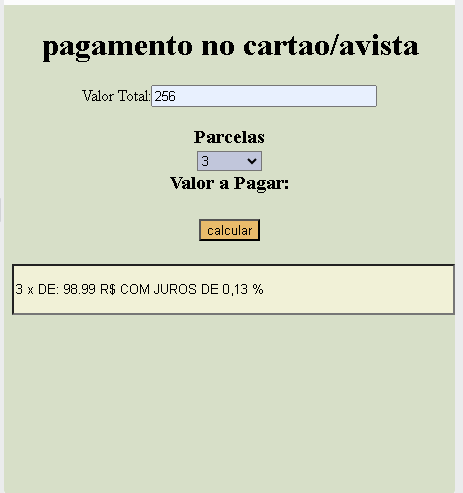 pagamento no cartao/avista
Valor Total:256
Parcelas
3
Valor a Pagar:
calcular
3 x DE: 98.99 R$ COM JUROS DE 0,13 %